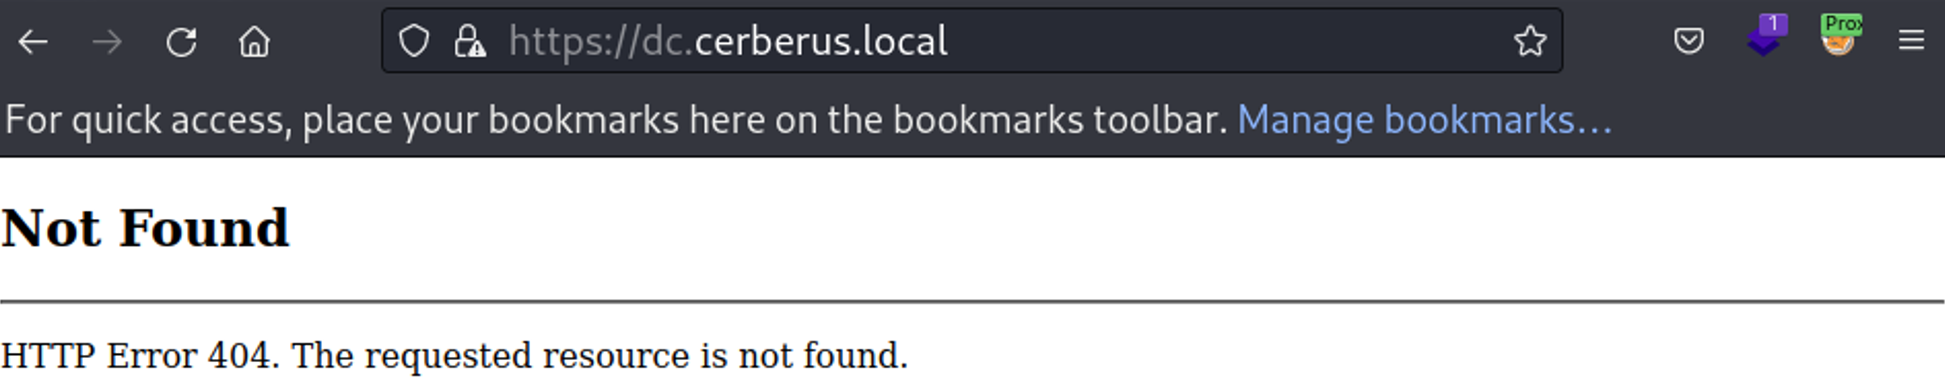 1
Prox
https://dc.cerberus.local
For quick access, place your bookmarks here on the bookmarks toolbar. Manage bookmarks...
Not Found
HTTP Error 404. The requested resource is not found.